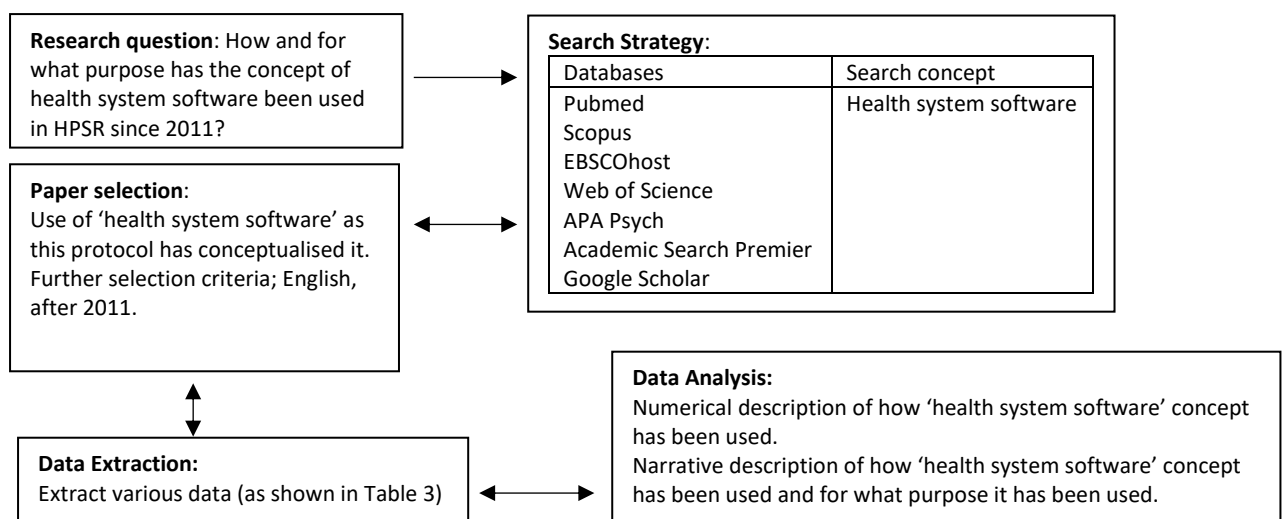 Research question: How and for
what purpose has the concept of
health system software been used
in HPSR since 2011?
Search Strategy:
Databases Search concept
Pubmed Health system software
Scopus
EBSCOhost
Web of Science
APA Psych
Academic Search Premier
Google Scholar
Paper selection:
Use of ‘health system software’ as
this protocol has conceptualised it.
Further selection criteria; English,
after 2011.
Data Extraction:
Extract various data (as shown in Table 3)
Data Analysis:
Numerical description of how ‘health system software’ concept
has been used.
Narrative description of how ‘health system software’ concept
has been used and for what purpose it has been used.